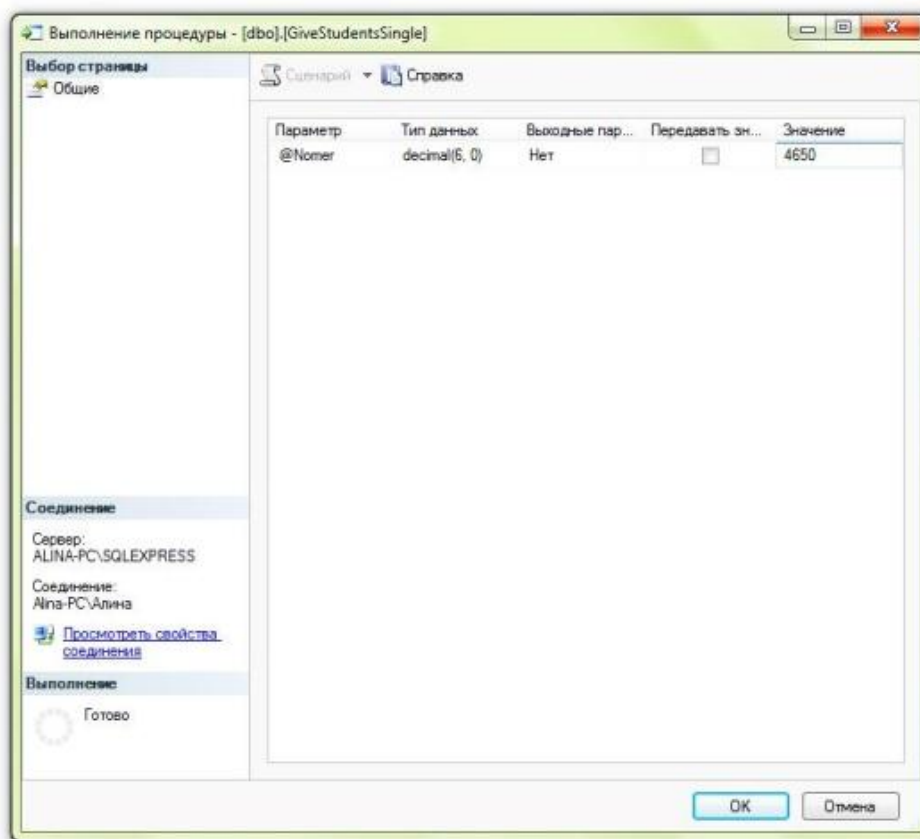 Выполнение процедуры - [dbo].[GiveStudentsSingle]
Выбор страницы
Общие
Сценарий Справка
Параметр Тип данных Выходные пар... Передавать зн... Значение
@Nomer decimal(6, 0) Нет 4650
Соединение
Сервер:
ALINA-PC\SQLEXPRESS
Соединение:
Alina-PC\Алина
Просмотреть свойства
соединения
Выполнение
Готово
OK Отмена